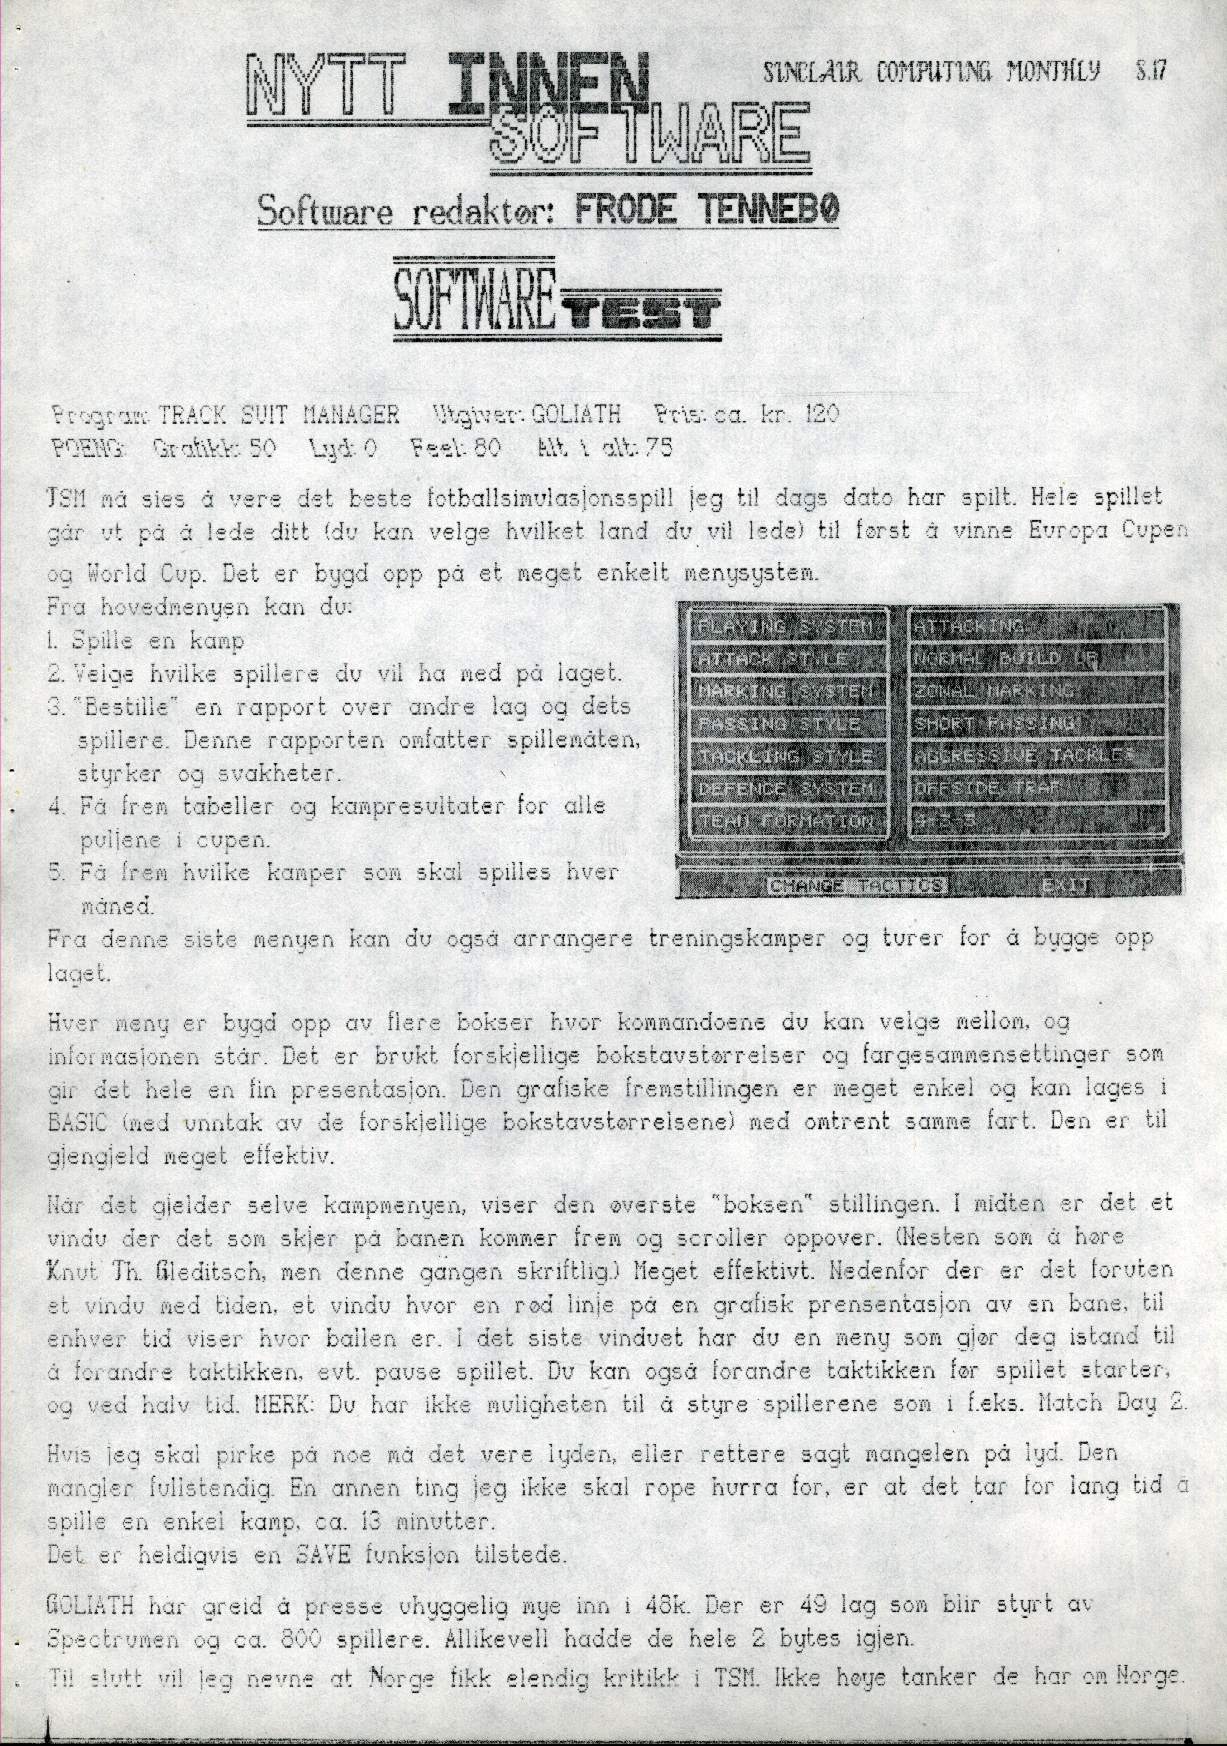 NYTT INNEN SOFTWARE
SINCLAIR COMPUTING MONTHLY S.17
Software redaktør: FRODE TENNEBØ
SOFTWARE TEST
Program: TRACK SUIT MANAGER Utgiver: GOLIATH Pris: ca. kr. 120
POENG: Grafikk: 50 Lyd: 0 Feel: 80 Alt i alt: 75
TSM må sies å vere det beste fotballsimulasjonsspill jeg til dags dato har spilt. Hele spillet
går ut på å lede ditt (du kan velge hvilket land du vil lede) til først å vinne Europa Cupen
og World Cup. Det er bygd opp på et meget enkelt menysystem.
Fra hovedmenyen kan du:
1. Spille en kamp
2. Velge hvilke spillere du vil ha med på laget.
3. "Bestille" en rapport over andre lag og dets
spillere. Denne rapporten omfatter spillemåten,
styrker og svakheter.
4. Få frem tabeller og kampresultater for alle
puljene i cupen.
5. Få frem hvilke kamper som skal spilles hver
måned.
PLAYING SYSTEM ATTACKING
ATTACK STYLE NORMAL BUILD UP
MARKING SYSTEM ZONAL MARKING
PASSING STYLE SHORT PASSING
TACKLING STYLE AGGRESSIVE TACKLES
DEFENCE SYSTEM OFFSIDE TRAP
TEAM FORMATION 4-3-3
CHANGE TACTICS EXIT
Fra denne siste menyen kan du også arrangere treningskamper og turer for å bygge opp
laget.
Hver meny er bygd opp av flere bokser hvor kommandoene du kan velge mellom, og
informasjonen står. Det er brukt forskjellige bokstavstørrelser og fargesammensettinger som
gir det hele en fin presentasjon. Den grafiske fremstillingen er meget enkel og kan lages i
BASIC (med unntak av de forskjellige bokstavstørrelsene) med omtrent samme fart. Den er til
gjengjeld meget effektiv.
Når det gjelder selve kampmenyen, viser den øverste "boksen" stillingen. I midten er det et
vindu der det som skjer på banen kommer frem og scroller oppover. (Nesten som å høre
Knut Th. Gleditsch, men denne gangen skriftlig.) Meget effektivt. Nedenfor der er det foruten
et vindu med tiden, et vindu hvor en rød linje på en grafisk prensentasjon av en bane, til
enhver tid viser hvor ballen er. I det siste vinduet har du en meny som gjør deg istand til
å forandre taktikken, evt. pause spillet. Du kan også forandre taktikken før spillet starter,
og ved halv tid. MERK: Du har ikke muligheten til å styre spillerene som i f.eks. Match Day 2.
Hvis jeg skal pirke på noe må det vere lyden, eller rettere sagt mangelen på lyd. Den
mangler fullstendig. En annen ting jeg ikke skal rope hurra for, er at det tar for lang tid å
spille en enkel kamp, ca. 13 minutter.
Det er heldigvis en SAVE funksjon tilstede.
GOLIATH har greid å presse uhyggelig mye inn i 48k. Der er 49 lag som blir styrt av
Spectrumen og ca. 800 spillere. Allikevell hadde de hele 2 bytes igjen.
Til slutt vil jeg nevne at Norge fikk elendig kritikk i TSM. Ikke høye tanker de har om Norge.